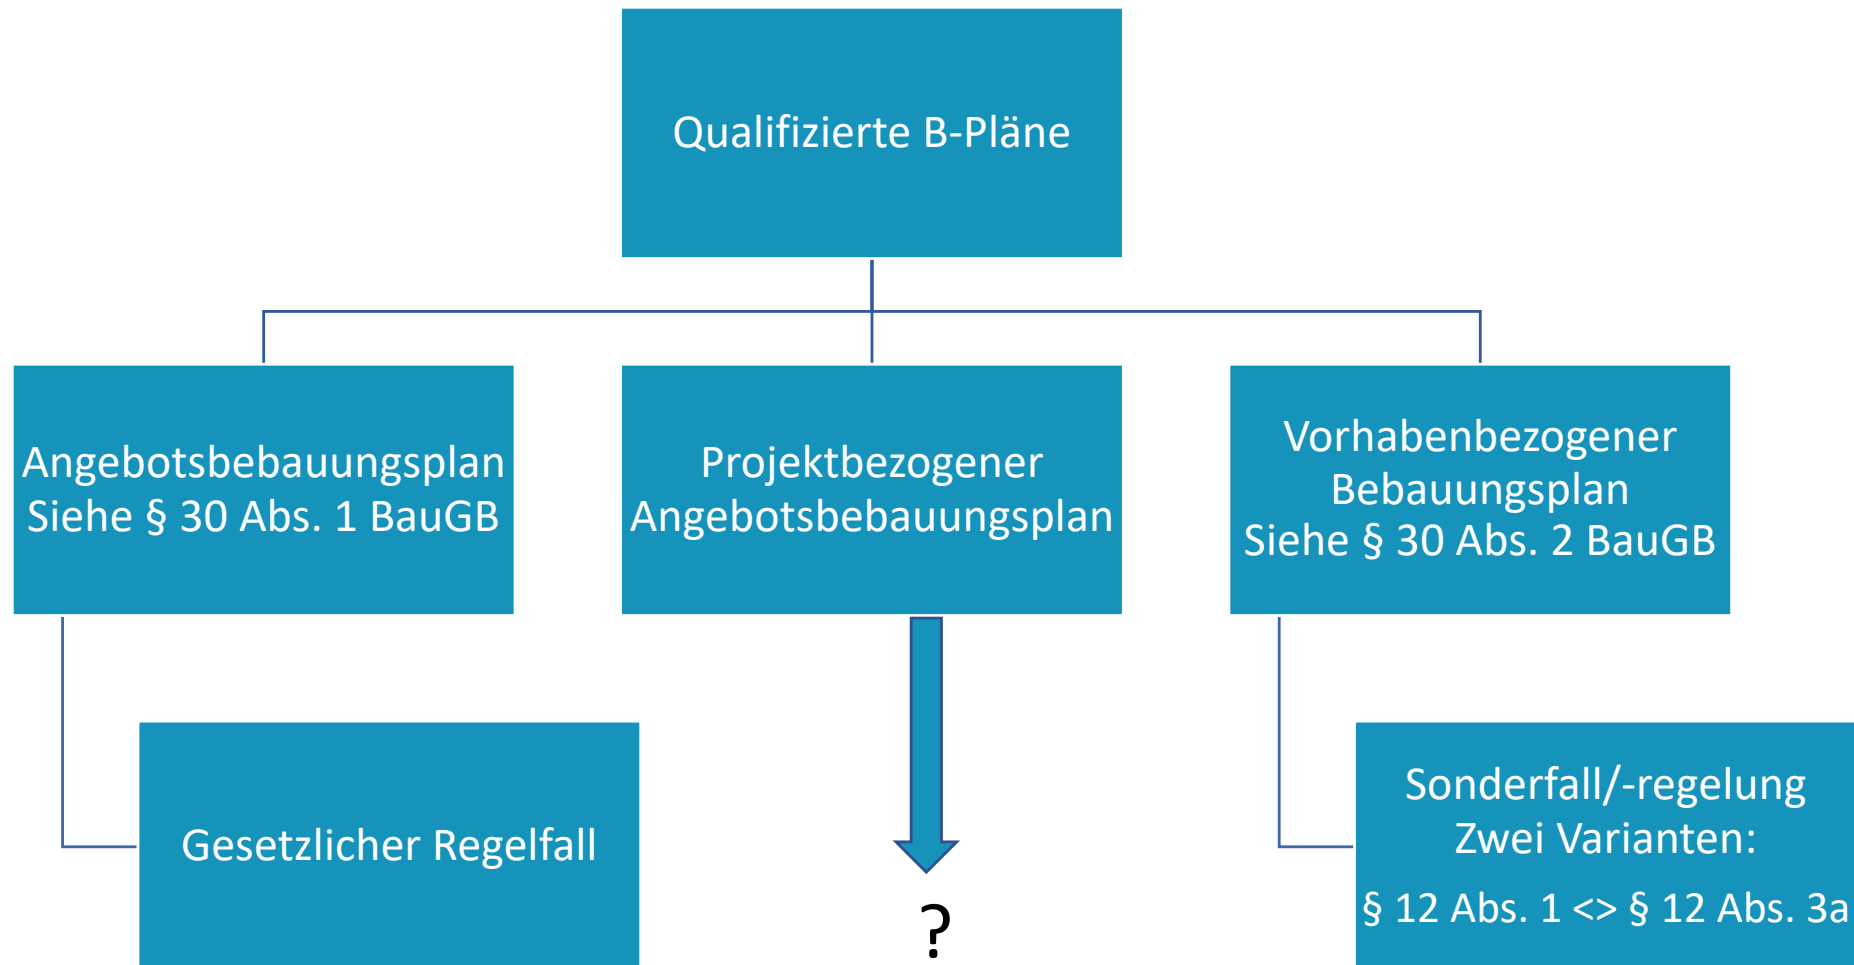 Qualifizierte B-Pläne
Angebotsbebauungsplan
Siehe § 30 Abs. 1 BauGB
Projektbezogener
Angebotsbebauungsplan
Vorhabenbezogener
Bebauungsplan
Siehe § 30 Abs. 2 BauGB
Gesetzlicher Regelfall
?
Sonderfall/-regelung
Zwei Varianten:
§ 12 Abs. 1 <> § 12 Abs. 3a